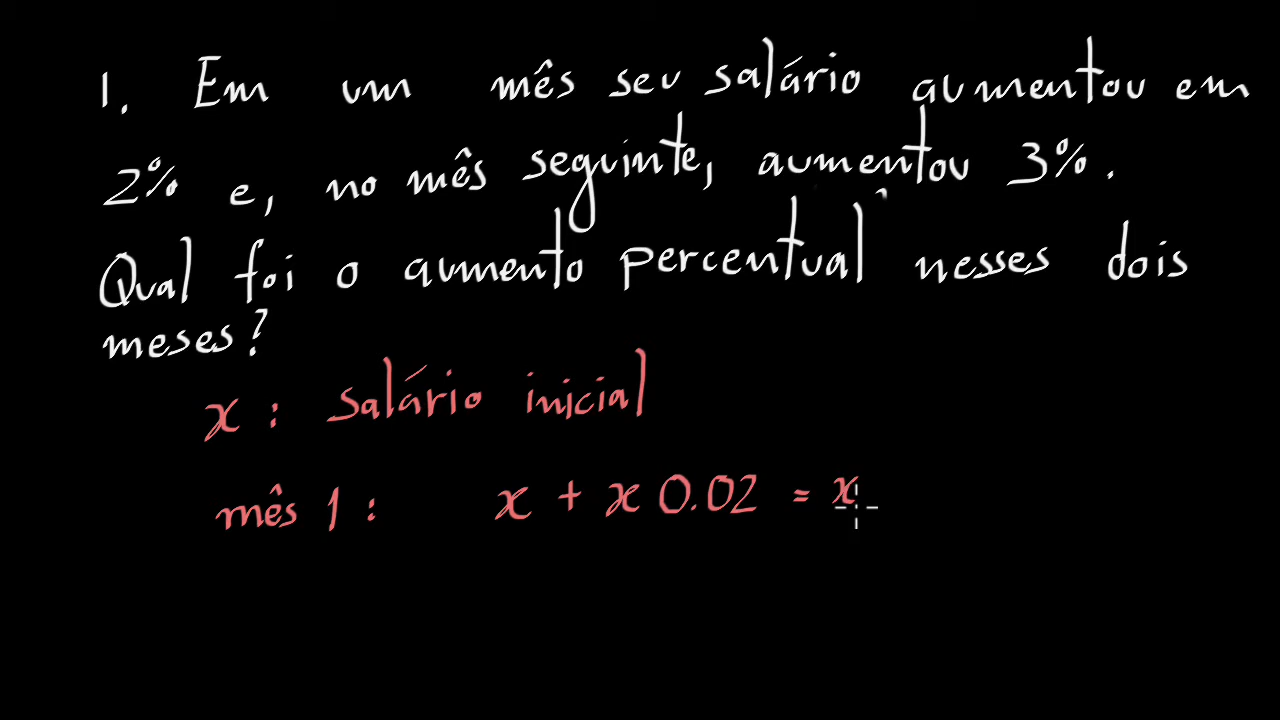 1. Em um mês seu salário aumentou em
2% e, no mês seguinte, aumentou 3%.
Qual foi o aumento percentual nesses dois
meses?
x : salário inicial
mês 1 : x + x 0.02 = x